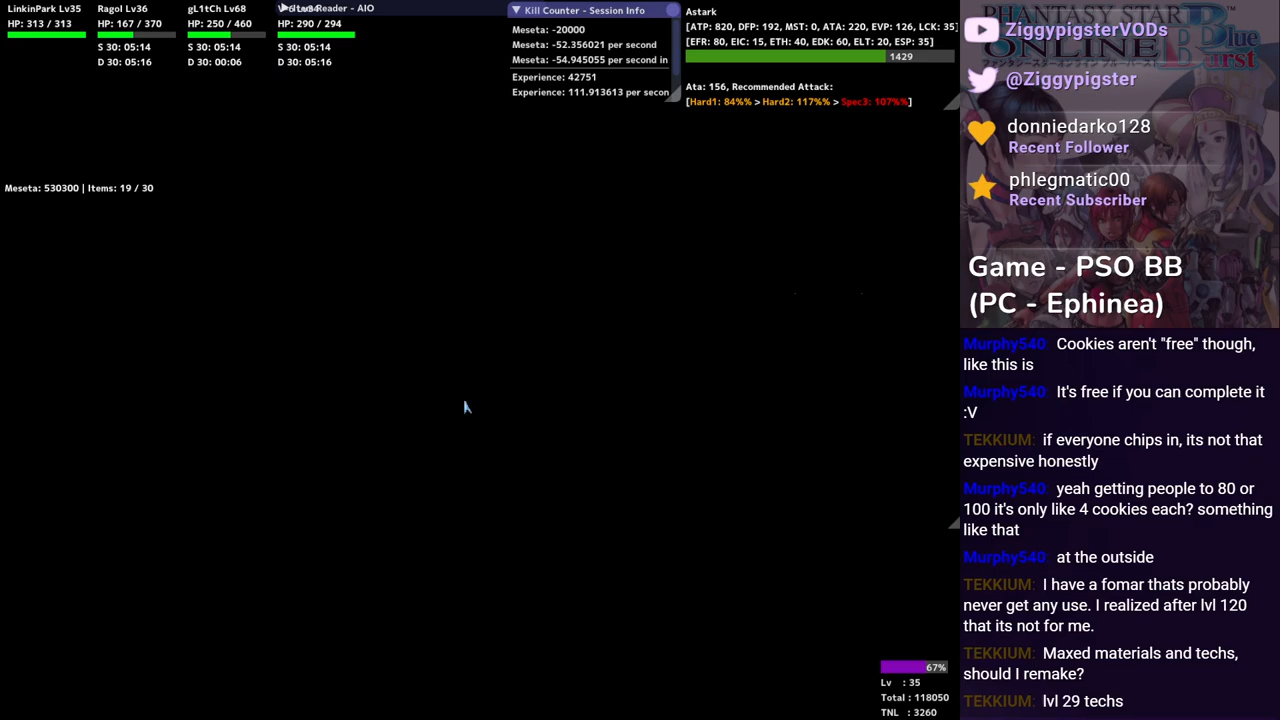 LinkinPark Lv35
HP: 313 / 313
S 30: 05:14
D 30: 05:16
Ragol Lv36
HP: 167 / 370
gL1tCh Lv68
HP: 250 / 460
S 30: 05:14
D 30: 00:06
Reader - AIO
HP: 290 / 294
S 30: 05:14
D 30: 05:16
Kill Counter - Session Info
Meseta: -20000
Meseta: -52.356021 per second
Meseta: -54.945055 per second in
Experience: 42751
Experience: 111.913613 per secon
Astark
[ATP: 820, DFP: 192, MST: 0, ATA: 220, EVP: 126, LCK: 35]
[EFR: 80, EIC: 15, ETH: 40, EDK: 60, ELT: 20, ESP: 35]
1429
Ata: 156, Recommended Attack:
[Hard1: 84%% > Hard2: 117%% > Spec3: 107%%]
Meseta: 530300 | Items: 19 / 30
67%
Lv : 35
Total : 118050
TNL : 3260
PHANTASY STAR
ONLINE Blue
Burst
ZiggypigsterVODs
@Ziggypigster
donniedarko128
Recent Follower
phlegmatic00
Recent Subscriber
Game - PSO BB
(PC - Ephinea)
Murphy540: Cookies aren't "free" though,
like this is
Murphy540: It's free if you can complete it
:V
TEKKIUM: if everyone chips in, its not that
expensive honestly
Murphy540: yeah getting people to 80 or
100 it's only like 4 cookies each? something
like that
Murphy540: at the outside
TEKKIUM: I have a fomar thats probably
never get any use. I realized after lvl 120
that its not for me.
TEKKIUM: Maxed materials and techs,
should I remake?
TEKKIUM: lvl 29 techs